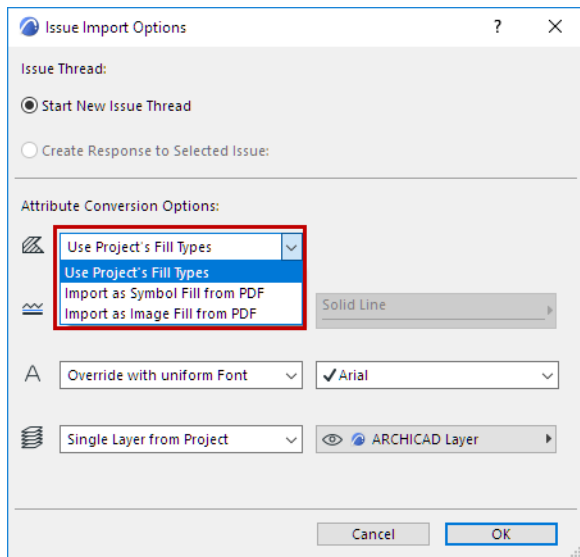 Issue Import Options
?
Issue Thread:
Start New Issue Thread
Create Response to Selected Issue:
Attribute Conversion Options:
Use Project's Fill Types
Use Project's Fill Types
Import as Symbol Fill from PDF
Import as Image Fill from PDF
Solid Line
Override with uniform Font
Arial
Single Layer from Project
ARCHICAD Layer
Cancel
OK